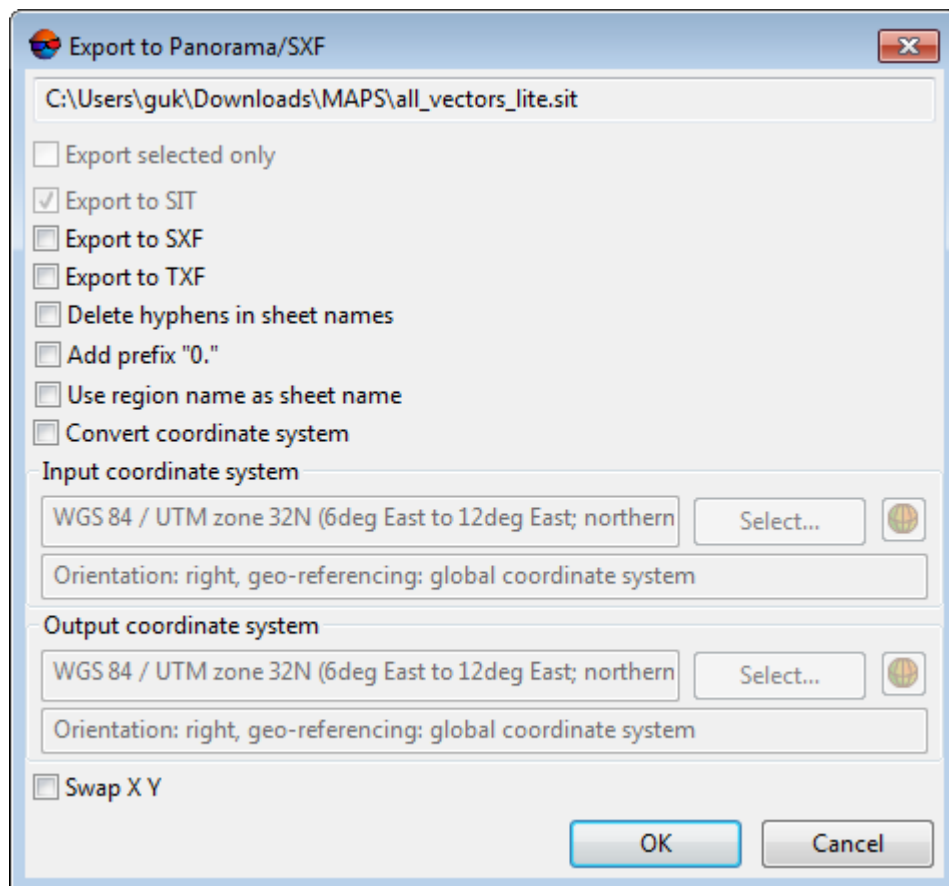 Export to Panorama/SXF
C:\Users\guk\Downloads\MAPS\all_vectors_lite.sit
Export selected only
Export to SIT
Export to SXF
Export to TXF
Delete hyphens in sheet names
Add prefix "0."
Use region name as sheet name
Convert coordinate system
Input coordinate system
WGS 84 / UTM zone 32N (6deg East to 12deg East; northern Select...
Orientation: right, geo-referencing: global coordinate system
Output coordinate system
WGS 84 / UTM zone 32N (6deg East to 12deg East; northern Select...
Orientation: right, geo-referencing: global coordinate system
Swap X Y
OK Cancel